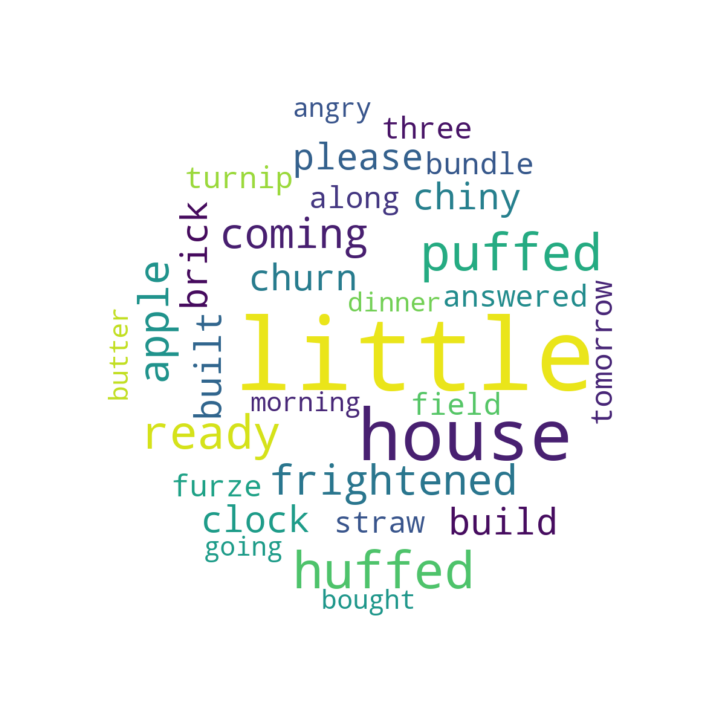 angry
three
please
bundle
turnip
along
chiny
brick
coming
puffed
churn
apple
dinner
answered
tomorrow
butter
built
little
morning
field
ready
house
furze
frightened
clock
straw
build
going
huffed
bought